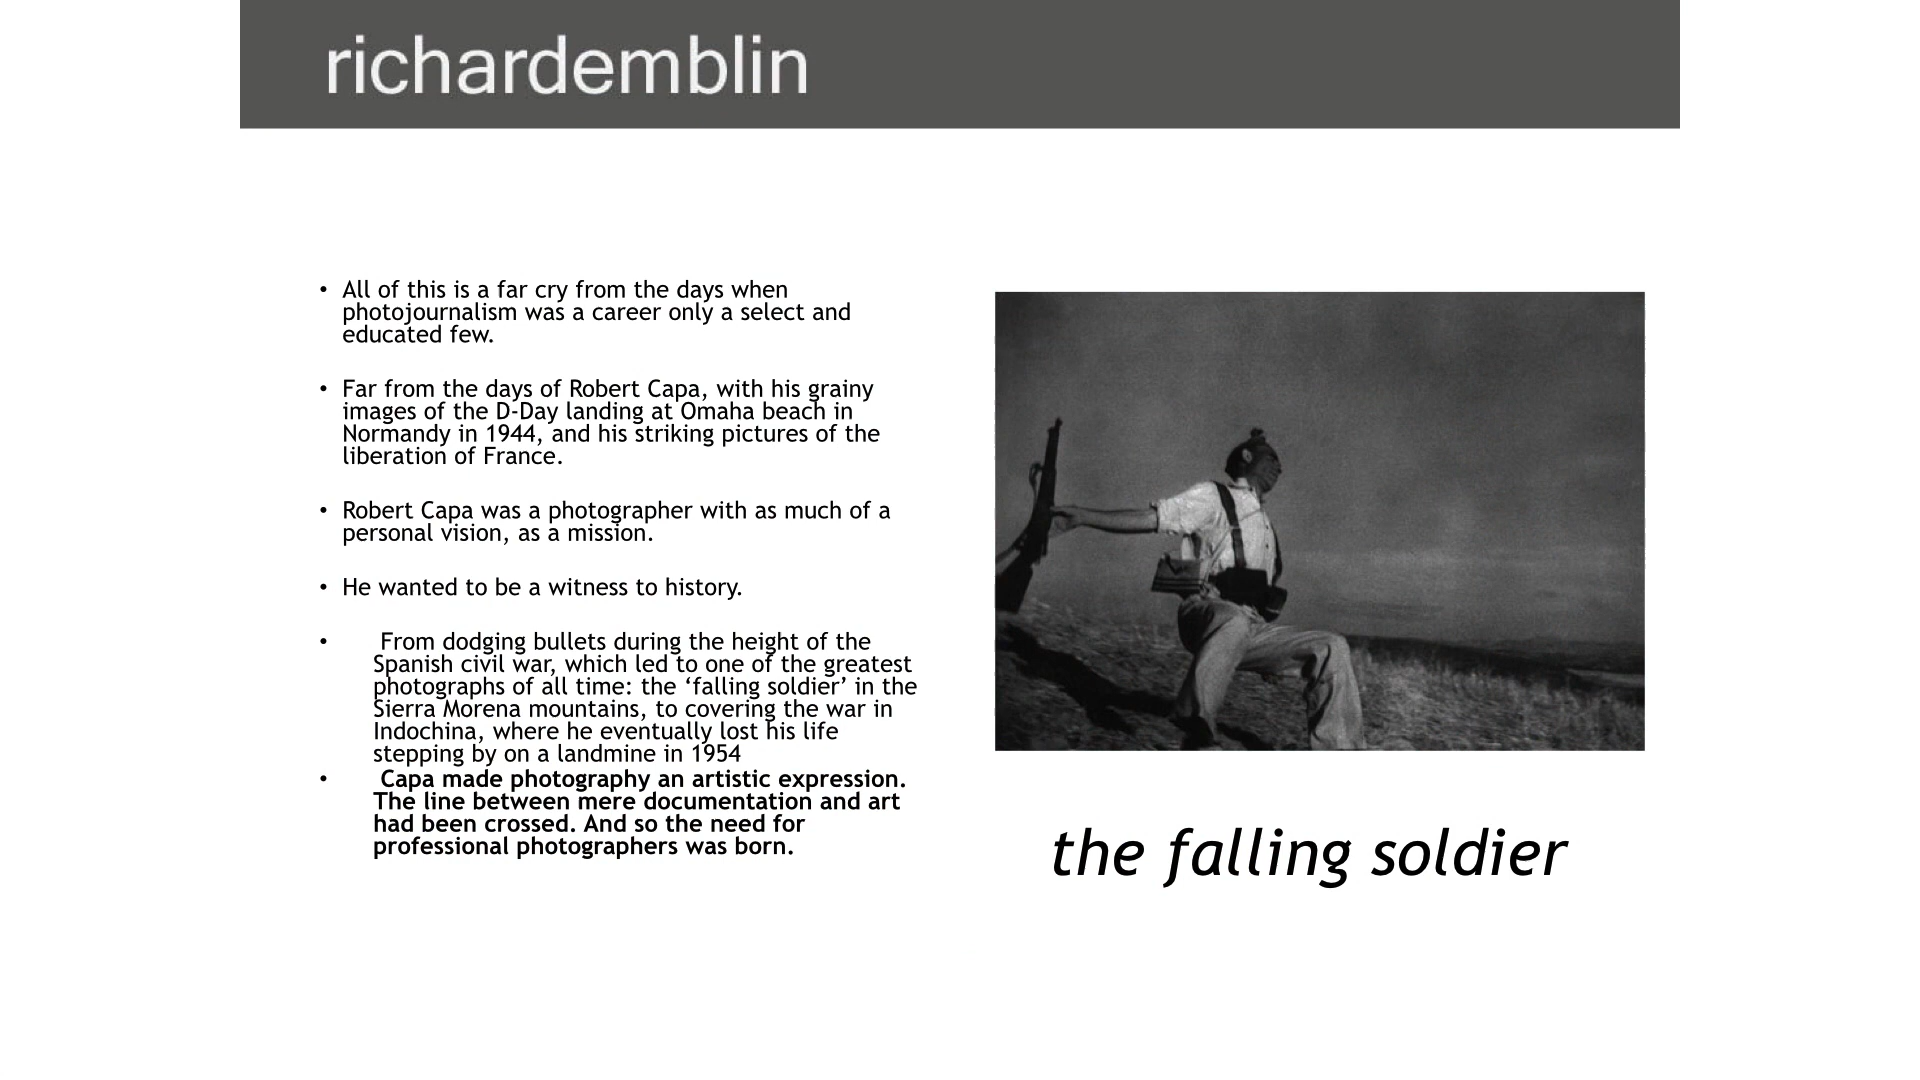 richardemblin
• All of this is a far cry from the days when
photojournalism was a career only a select and
educated few.
• Far from the days of Robert Capa, with his grainy
images of the D-Day landing at Omaha beach in
Normandy in 1944, and his striking pictures of the
liberation of France.
• Robert Capa was a photographer with as much of a
personal vision, as a mission.
• He wanted to be a witness to history.
• From dodging bullets during the height of the
Spanish civil war, which led to one of the greatest
photographs of all time: the ‘falling soldier’ in the
Sierra Morena mountains, to covering the war in
Indochina, where he eventually lost his life
stepping by on a landmine in 1954
• Capa made photography an artistic expression.
The line between mere documentation and art
had been crossed. And so the need for
professional photographers was born.
the falling soldier